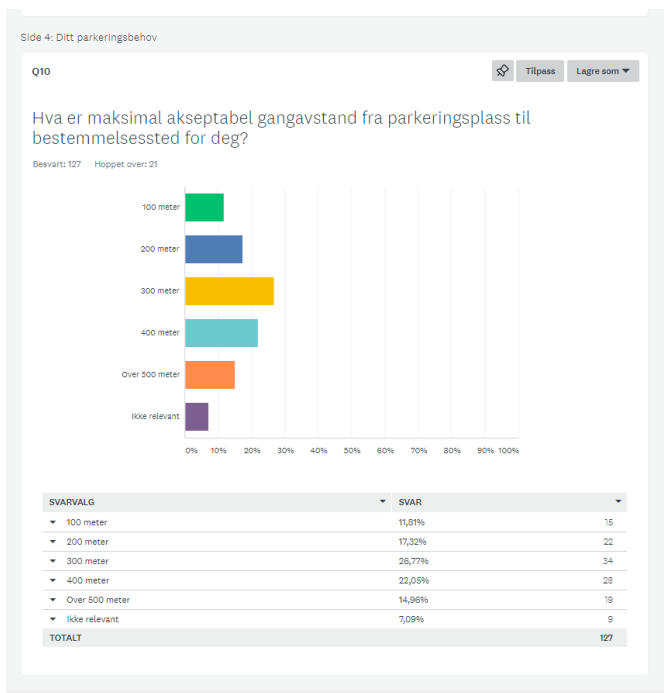 Side 4: Ditt parkeringsbehov
Q10
Tilpass
Lagre som
Hva er maksimal akseptabel gangavstand fra parkeringsplass til
bestemmelsessted for deg?
Besvart: 127 Hoppet over: 21
100 meter
200 meter
300 meter
400 meter
Over 500 meter
Ikke relevant
0% 10% 20% 30% 40% 50% 60% 70% 80% 90% 100%
SVARVALG SVAR
100 meter 11,81% 15
200 meter 17,32% 22
300 meter 26,77% 34
400 meter 22,05% 28
Over 500 meter 14,96% 19
Ikke relevant 7,09% 9
TOTALT 127